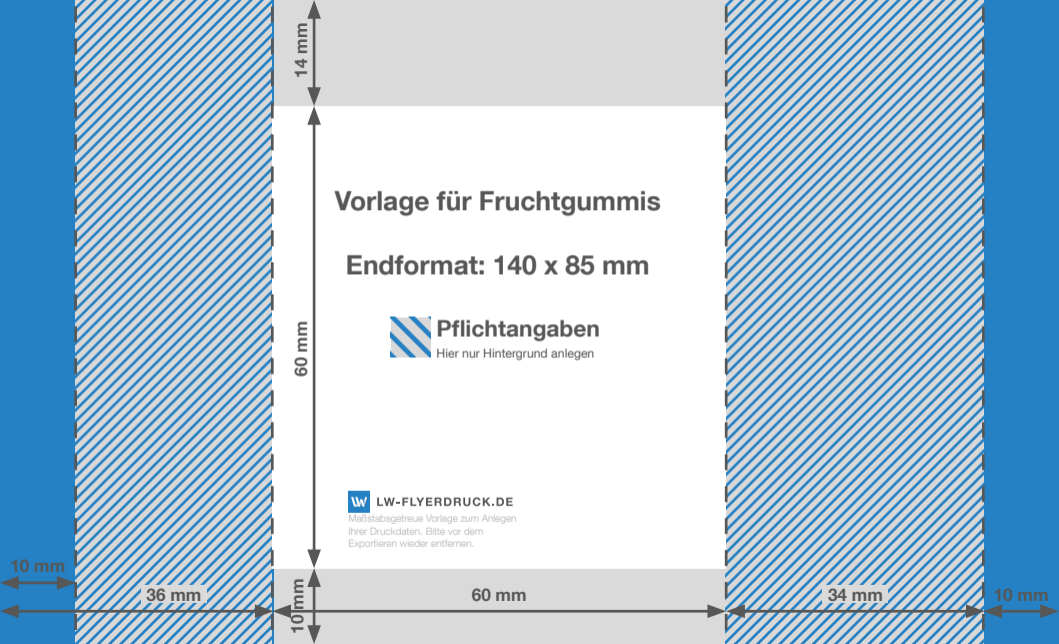 14 mm
Vorlage für Fruchtgummis
Endformat: 140 x 85 mm
Pflichtangaben
Hier nur Hintergrund anlegen
60 mm
LW LW-FLYERDRUCK.DE
Maßstabsgetreue Vorlage zum Anlegen
Ihrer Druckdaten. Bitte vor dem
Exportieren wieder entfernen.
10 mm
36 mm
10 mm
60 mm
34 mm
10 mm